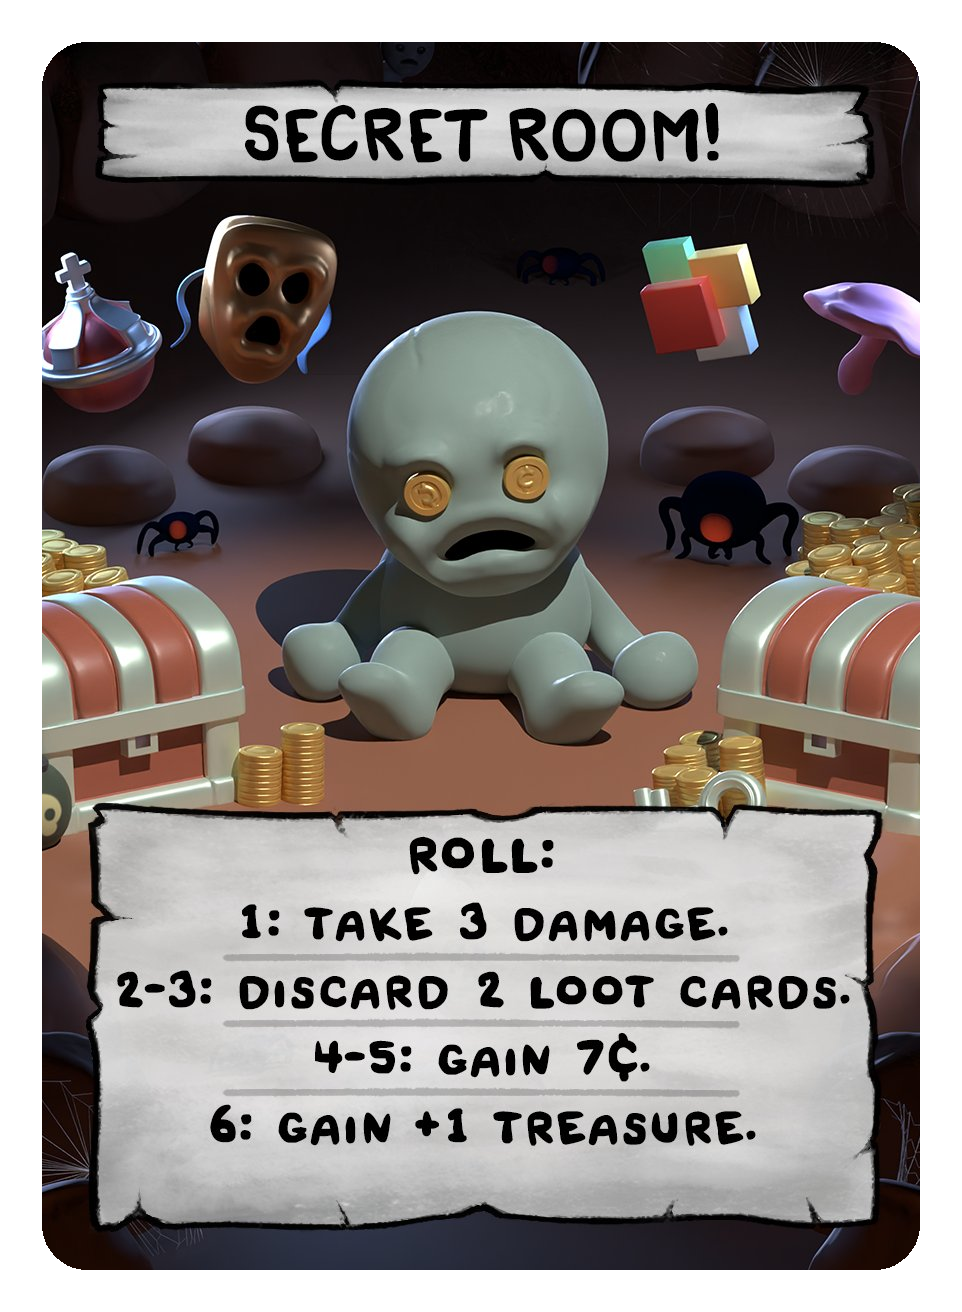 SECRET ROOM!
ROLL:
1: TAKE 3 DAMAGE.
2-3: DISCARD 2 LOOT CARDS.
4-5: GAIN 7¢.
6: GAIN +1 TREASURE.